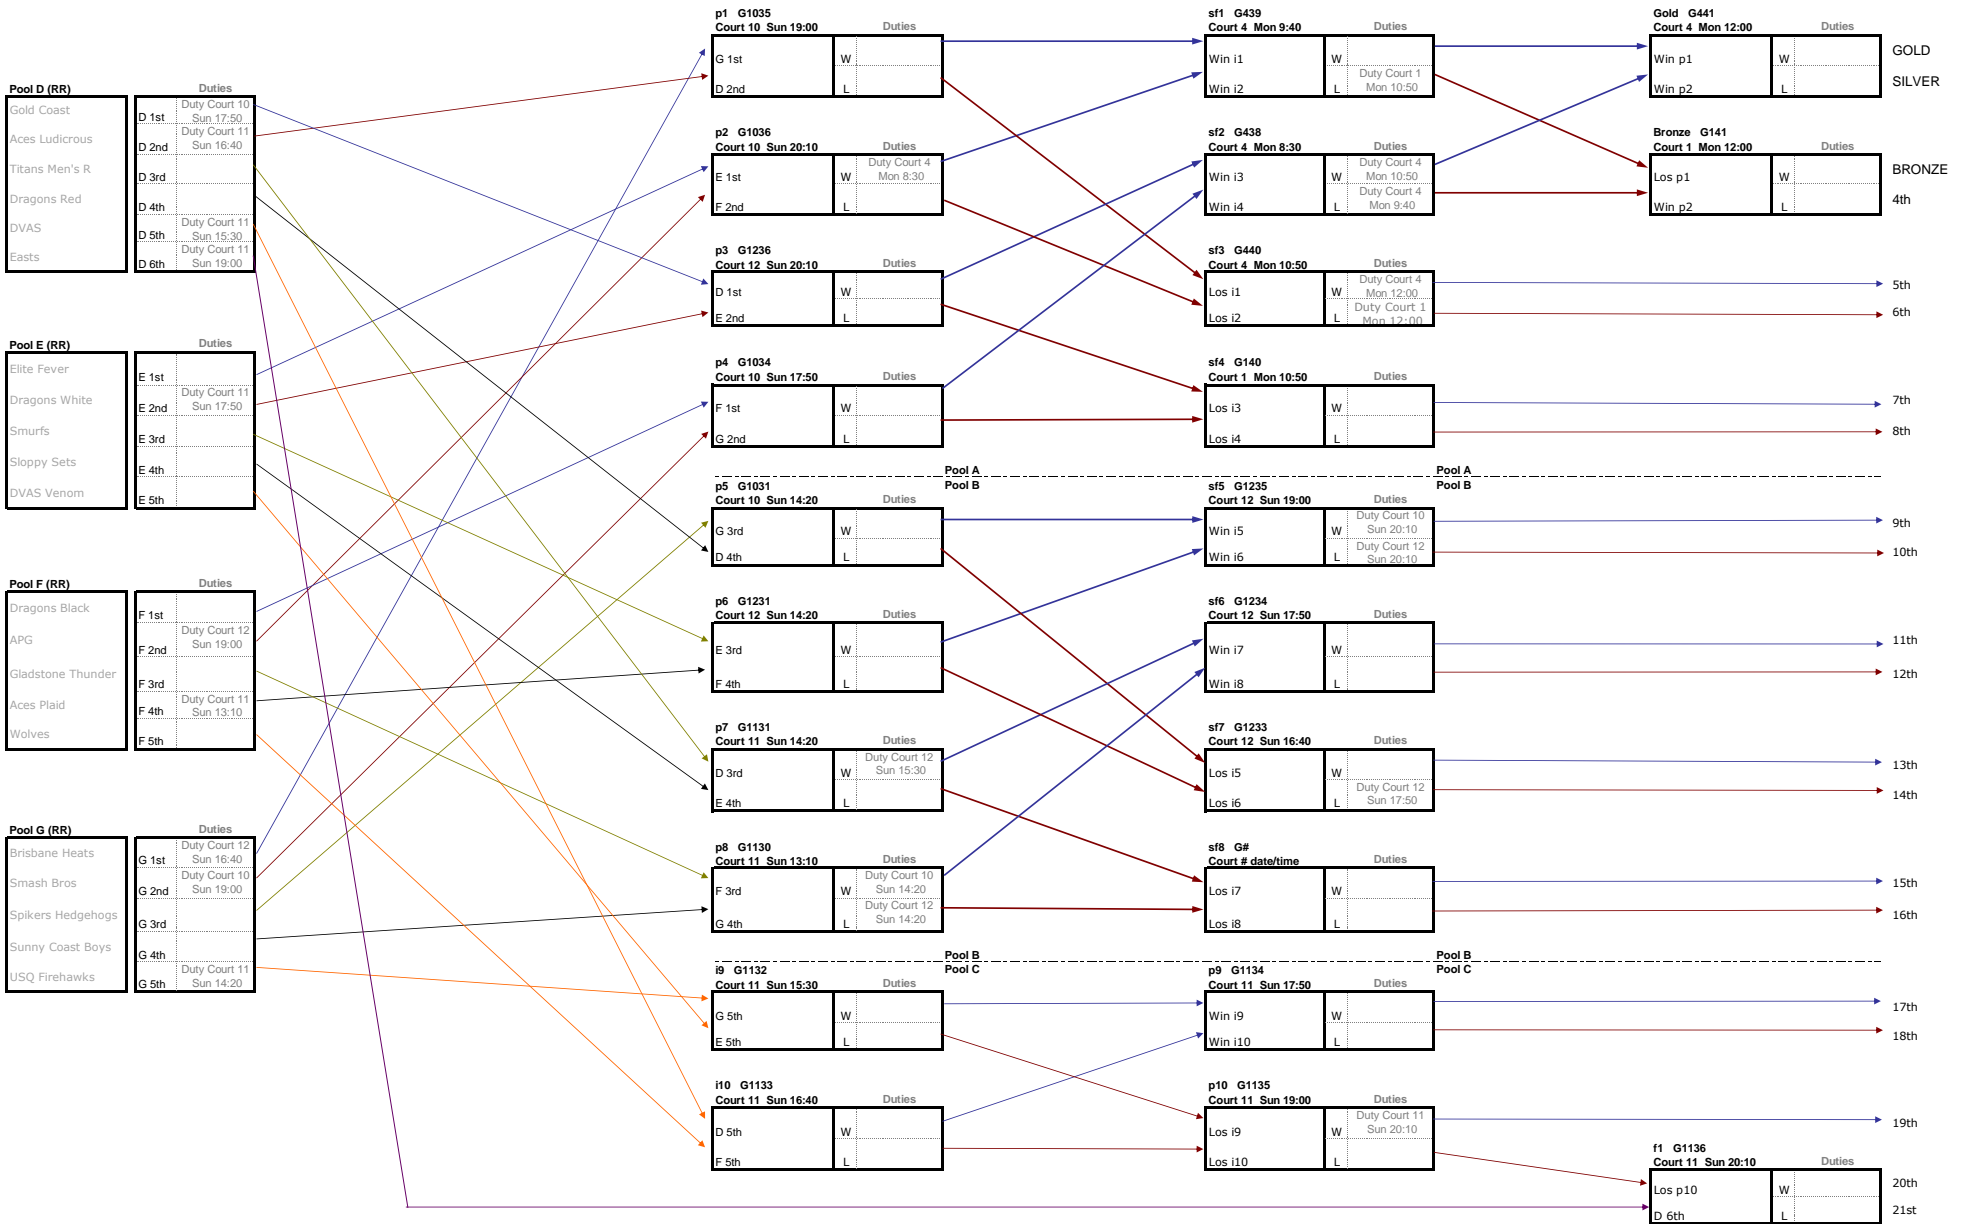 Pool D (RR) Duties
Gold Coast
Aces Ludicrous
Titans Men's R
Dragons Red
DVAS
Easts
D 1st Duty Court 10 Sun 17:50
D 2nd Duty Court 11 Sun 16:40
D 3rd
D 4th
D 5th Duty Court 11 Sun 15:30
D 6th Duty Court 11 Sun 19:00
Pool E (RR) Duties
Elite Fever
Dragons White
Smurfs
Sloppy Sets
DVAS Venom
E 1st
E 2nd Duty Court 11 Sun 17:50
E 3rd
E 4th
E 5th
Pool F (RR) Duties
Dragons Black
APG
Gladstone Thunder
Aces Plaid
Wolves
F 1st
F 2nd Duty Court 12 Sun 19:00
F 3rd
F 4th Duty Court 11 Sun 13:10
F 5th
Pool G (RR) Duties
Brisbane Heats
Smash Bros
Spikers Hedgehogs
Sunny Coast Boys
USQ Firehawks
G 1st Duty Court 12 Sun 16:40
G 2nd Duty Court 10 Sun 19:00
G 3rd
G 4th
G 5th Duty Court 11 Sun 14:20
p1 G1035
Court 10 Sun 19:00 Duties
G 1st W
D 2nd L
p2 G1036
Court 10 Sun 20:10 Duties
E 1st W Duty Court 4 Mon 8:30
F 2nd L
p3 G1236
Court 12 Sun 20:10 Duties
D 1st W
E 2nd L
p4 G1034
Court 10 Sun 17:50 Duties
F 1st W
G 2nd L
Pool A
Pool B
p5 G1031
Court 10 Sun 14:20 Duties
G 3rd W
D 4th L
p6 G1231
Court 12 Sun 14:20 Duties
E 3rd W
F 4th L
p7 G1131
Court 11 Sun 14:20 Duties
D 3rd W Duty Court 12 Sun 15:30
E 4th L
p8 G1130
Court 11 Sun 13:10 Duties
F 3rd W Duty Court 10 Sun 14:20
G 4th L Duty Court 12 Sun 14:20
Pool B
Pool C
i9 G1132
Court 11 Sun 15:30 Duties
G 5th W
E 5th L
i10 G1133
Court 11 Sun 16:40 Duties
D 5th W
F 5th L
sf1 G439
Court 4 Mon 9:40 Duties
Win i1 W
Win i2 L Duty Court 1 Mon 10:50
sf2 G438
Court 4 Mon 8:30 Duties
Win i3 W Duty Court 4 Mon 10:50
Win i4 L Duty Court 4 Mon 9:40
sf3 G440
Court 4 Mon 10:50 Duties
Los i1 W Duty Court 4 Mon 12:00
Los i2 L Duty Court 1 Mon 12:00
sf4 G140
Court 1 Mon 10:50 Duties
Los i3 W
Los i4 L
Pool A
Pool B
sf5 G1235
Court 12 Sun 19:00 Duties
Win i5 W Duty Court 10 Sun 20:10
Win i6 L Duty Court 12 Sun 20:10
sf6 G1234
Court 12 Sun 17:50 Duties
Win i7 W
Win i8 L
sf7 G1233
Court 12 Sun 16:40 Duties
Los i5 W
Los i6 L Duty Court 12 Sun 17:50
sf8 G#
Court # date/time Duties
Los i7 W
Los i8 L
Pool B
Pool C
p9 G1134
Court 11 Sun 17:50 Duties
Win i9 W
Win i10 L
p10 G1135
Court 11 Sun 19:00 Duties
Los i9 W Duty Court 11 Sun 20:10
Los i10 L
Gold G441
Court 4 Mon 12:00 Duties
Win p1 W
Win p2 L
GOLD
SILVER
Bronze G141
Court 1 Mon 12:00 Duties
Los p1 W
Win p2 L
BRONZE
4th
5th
6th
7th
8th
9th
10th
11th
12th
13th
14th
15th
16th
17th
18th
19th
f1 G1136
Court 11 Sun 20:10 Duties
Los p10 W
D 6th L
20th
21st